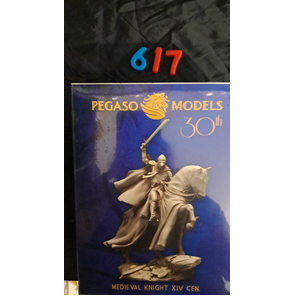 617
PEGASO MODELS
30th
MEDIEVAL KNIGHT XIV CEN.